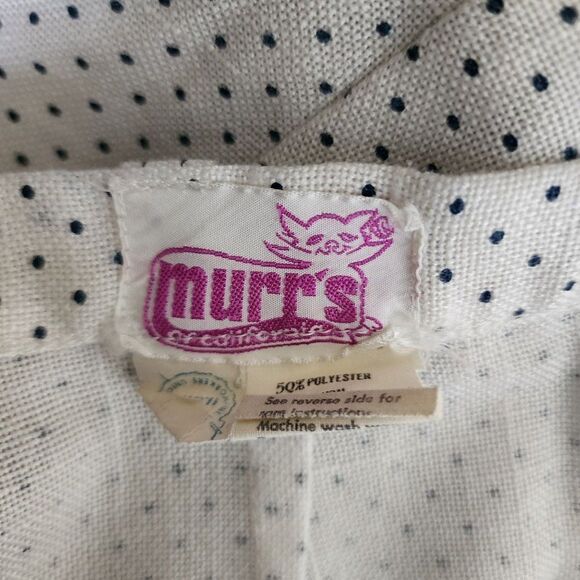 murr's
of california
50% POLYESTER
See reverse side for
care instructions
Machine wash